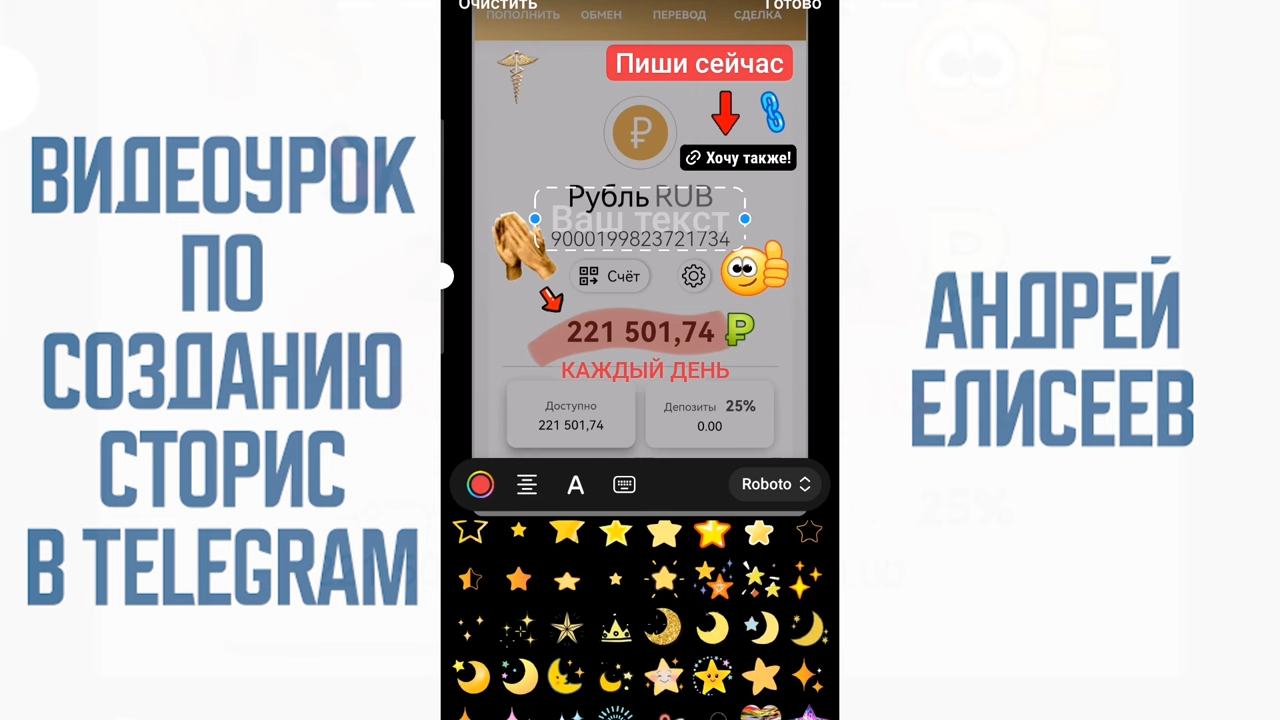 ВИДЕОУРОК
ПО
СОЗДАНИЮ
СТОРИС
В TELEGRAM
Очистить
Готово
ПОПОЛНИТЬ ОБМЕН ПЕРЕВОД СДЕЛКА
Пиши сейчас
₽
Хочу также!
Рубль RUB
Ваш текст
9000199823721734
Счёт
221 501,74 ₽
КАЖДЫЙ ДЕНЬ
Доступно
221 501,74
Депозиты 25%
0.00
A
Roboto
АНДРЕЙ
ЕЛИСЕЕВ
25%